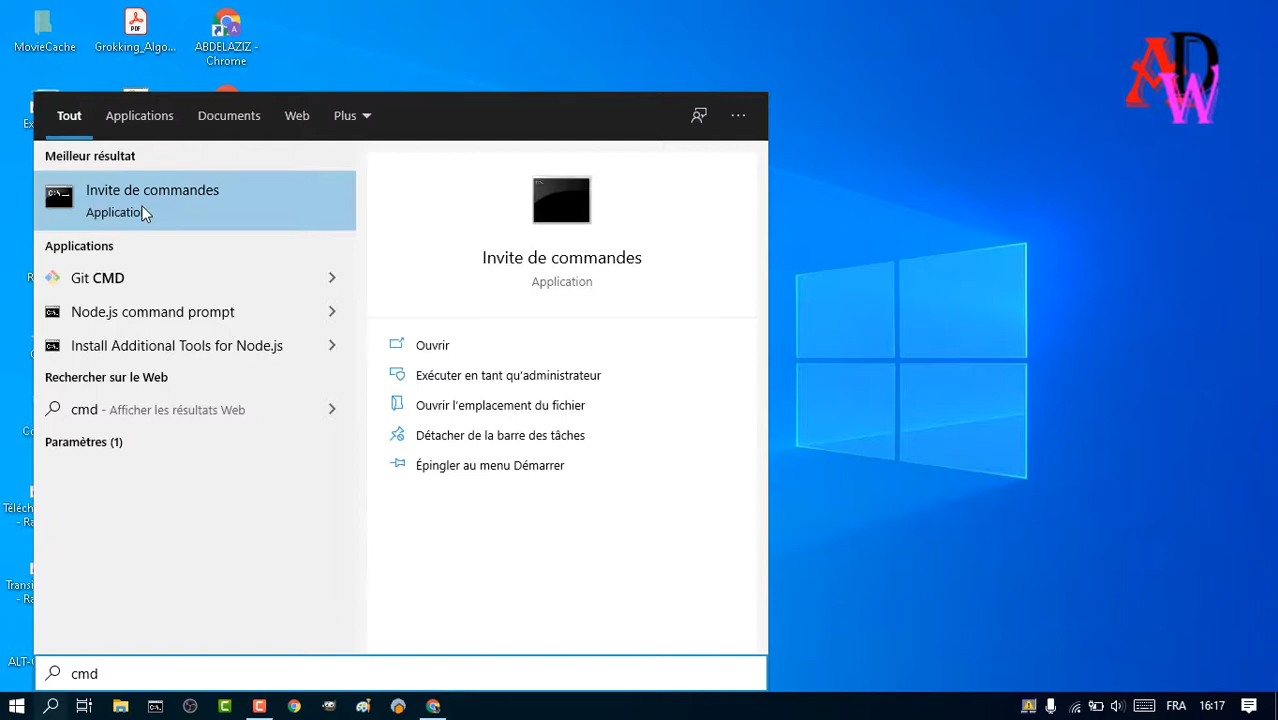 MovieCache
Grokking_Algo...
ABDELAZIZ -
Chrome
ADW
Tout
Applications
Documents
Web
Plus
Meilleur résultat
Invite de commandes
Application
Applications
Git CMD
Node.js command prompt
Install Additional Tools for Node.js
Rechercher sur le Web
cmd - Afficher les résultats Web
Paramètres (1)
Invite de commandes
Application
Ouvrir
Exécuter en tant qu'administrateur
Ouvrir l'emplacement du fichier
Détacher de la barre des tâches
Épingler au menu Démarrer
cmd
FRA
16:17